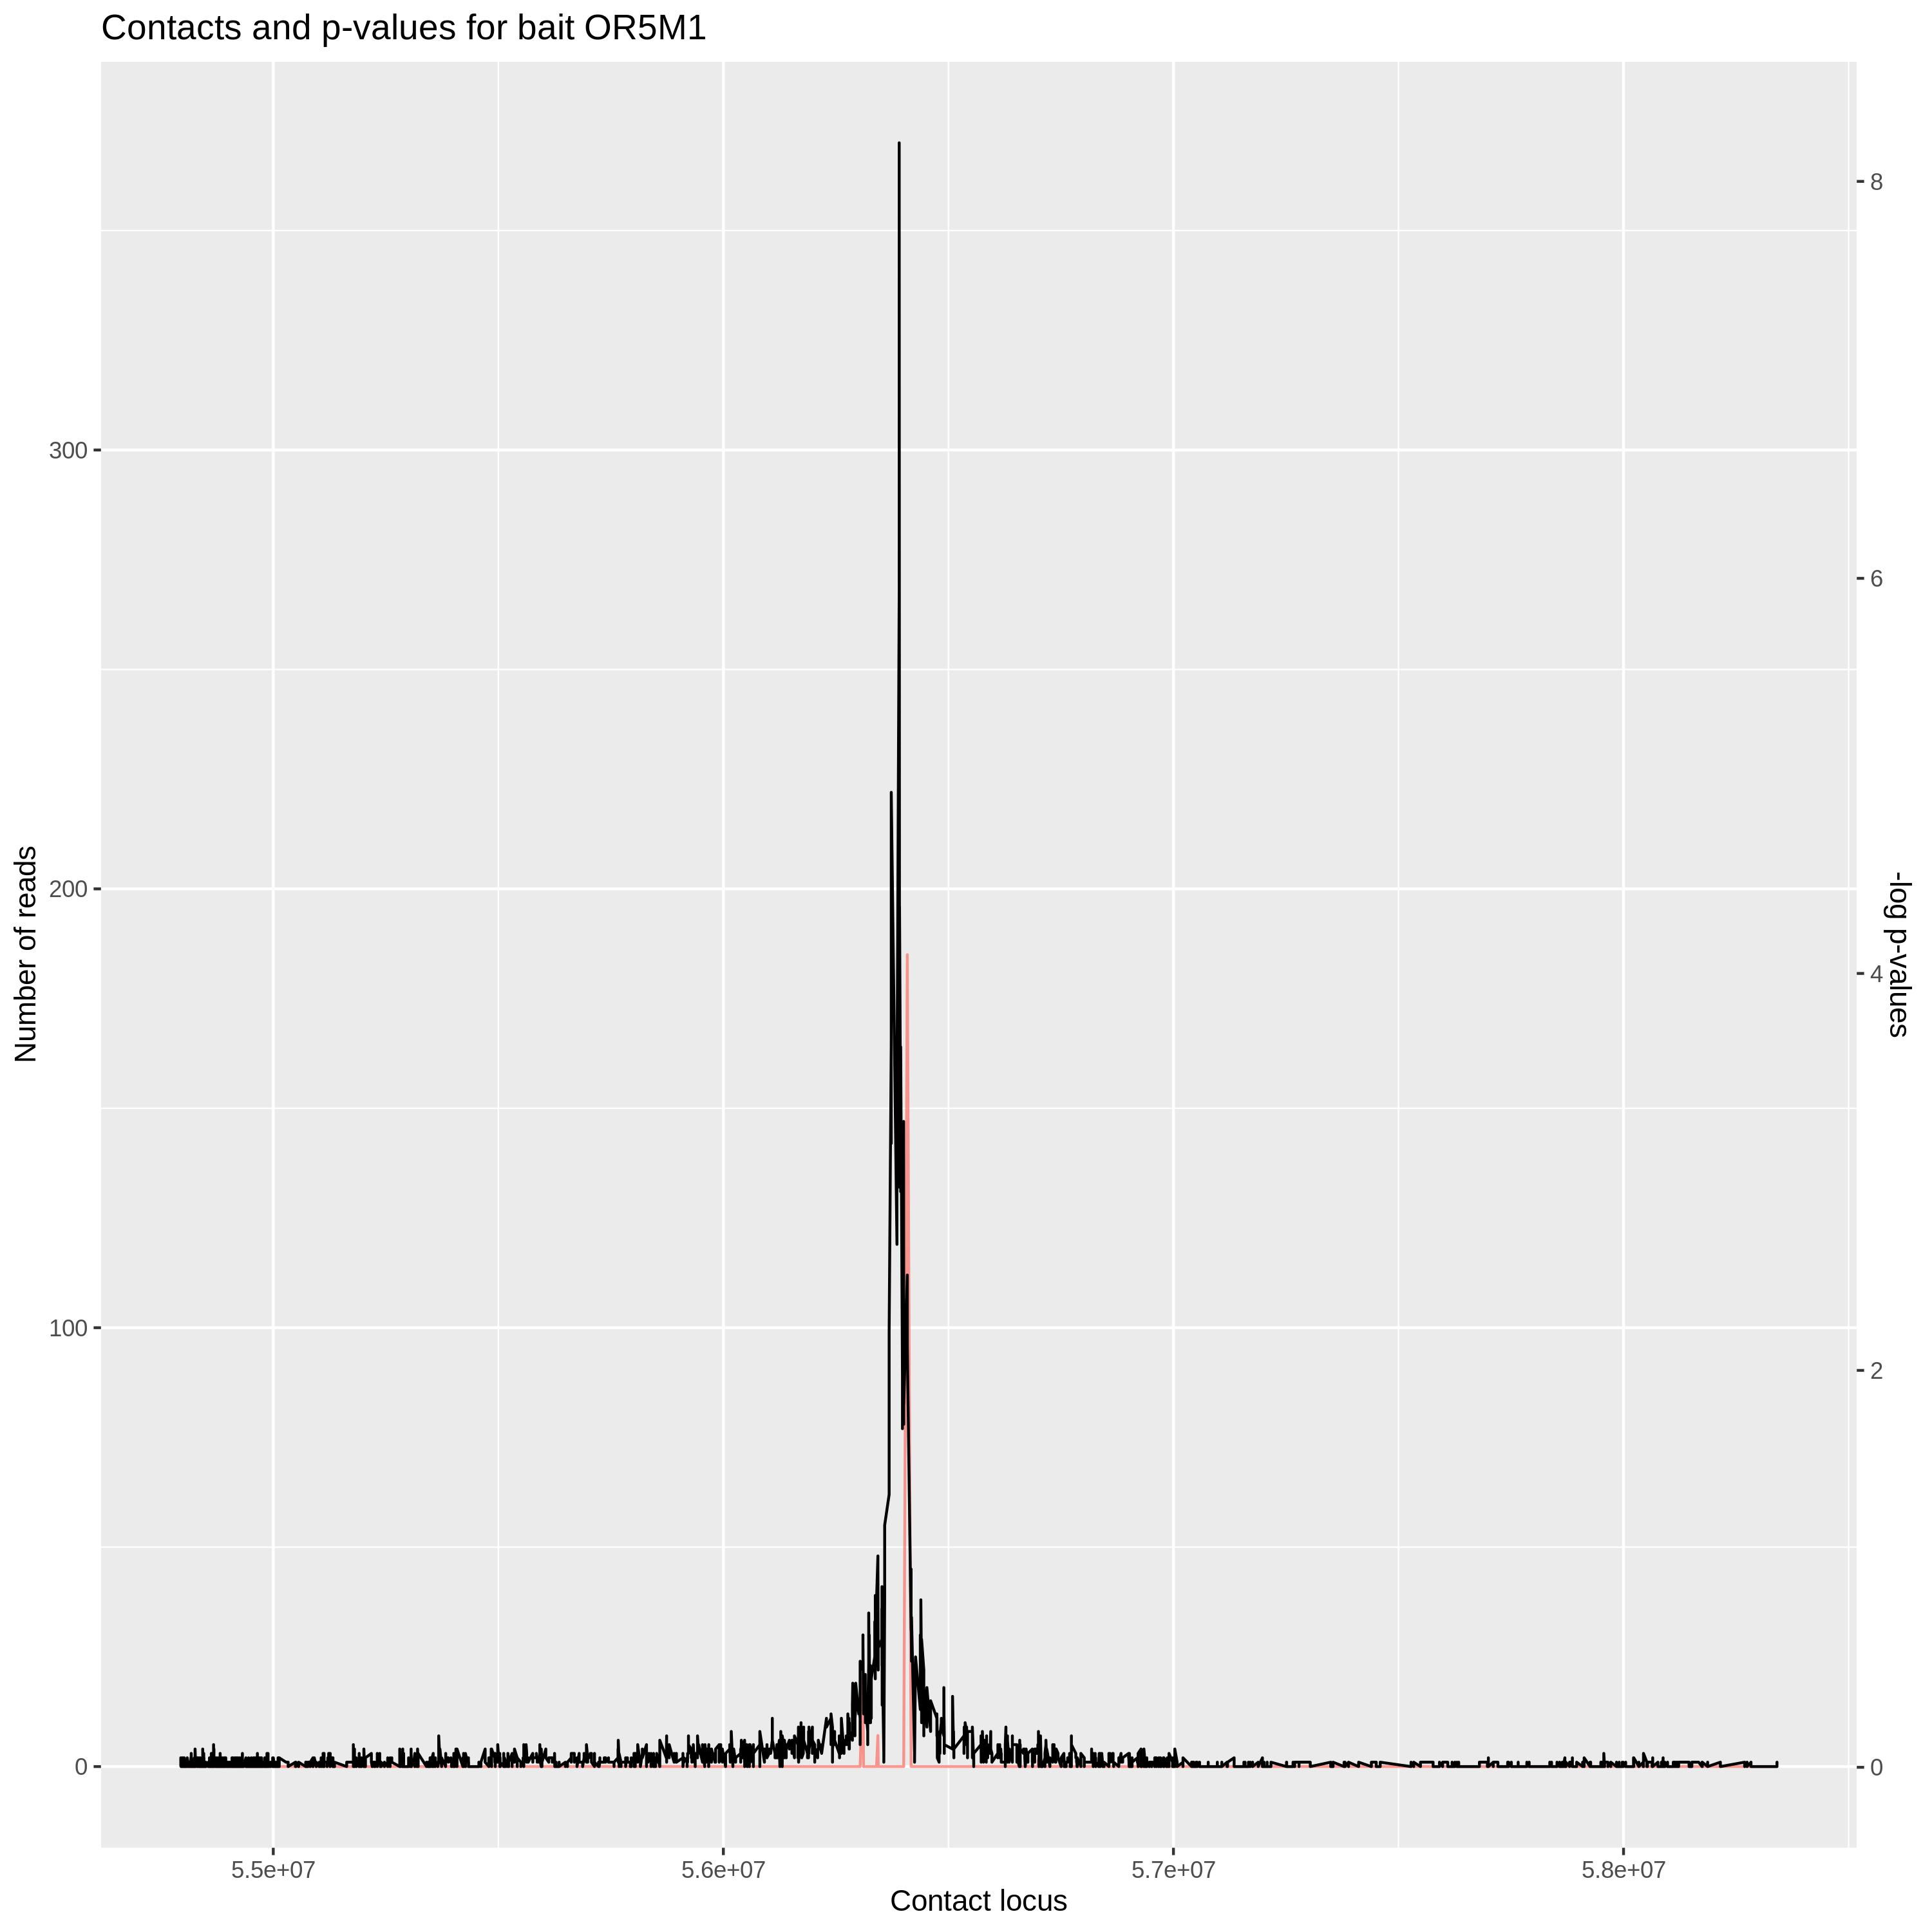 Contacts and p-values for bait OR5M1
Number of reads
300
200
100
0
8
6
4
2
0
-log p-values
5.5e+07
5.6e+07
5.7e+07
5.8e+07
Contact locus